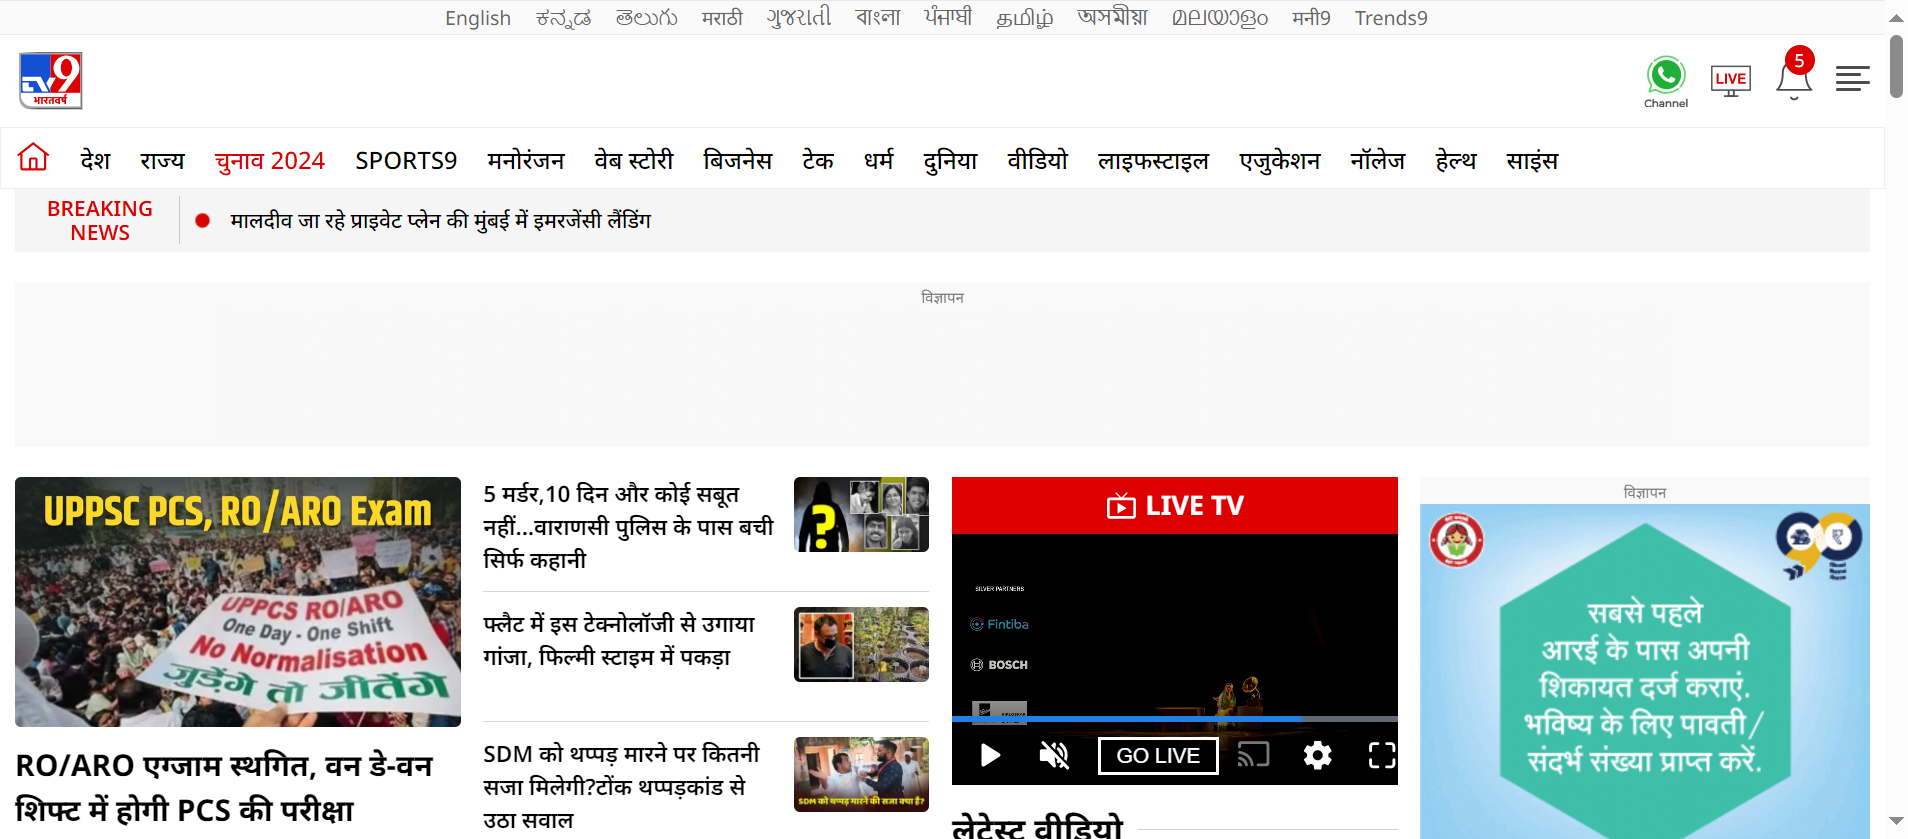 English ಕನ್ನಡ తెలుగు मराठी ગુજરાતી বাংলা ਪੰਜਾਬੀ தமிழ் অসমীয়া മലയാളം मनी9 Trends9
TV9
भारतवर्ष
Channel
LIVE
5
देश राज्य चुनाव 2024 SPORTS9 मनोरंजन वेब स्टोरी बिजनेस टेक धर्म दुनिया वीडियो लाइफस्टाइल एजुकेशन नॉलेज हेल्थ साइंस
BREAKING
NEWS
मालदीव जा रहे प्राइवेट प्लेन की मुंबई में इमरजेंसी लैंडिंग
विज्ञापन
UPPSC PCS, RO/ARO Exam
UPPCS RO/ARO
One Day - One Shift
No Normalisation
जुड़ेंगे तो जीतेंगे
RO/ARO एग्जाम स्थगित, वन डे-वन
शिफ्ट में होगी PCS की परीक्षा
5 मर्डर,10 दिन और कोई सबूत
नहीं...वाराणसी पुलिस के पास बची
सिर्फ कहानी
?
फ्लैट में इस टेक्नोलॉजी से उगाया
गांजा, फिल्मी स्टाइम में पकड़ा
SDM को थप्पड़ मारने पर कितनी
सजा मिलेगी?टोंक थप्पड़कांड से
उठा सवाल
SDM को थप्पड़ मारने की सजा क्या है?
LIVE TV
SILVER PARTNERS
Fintiba
BOSCH
GO LIVE
लेटेस्ट वीडियो
विज्ञापन
सबसे पहले
आरई के पास अपनी
शिकायत दर्ज कराएं.
भविष्य के लिए पावती/
संदर्भ संख्या प्राप्त करें.